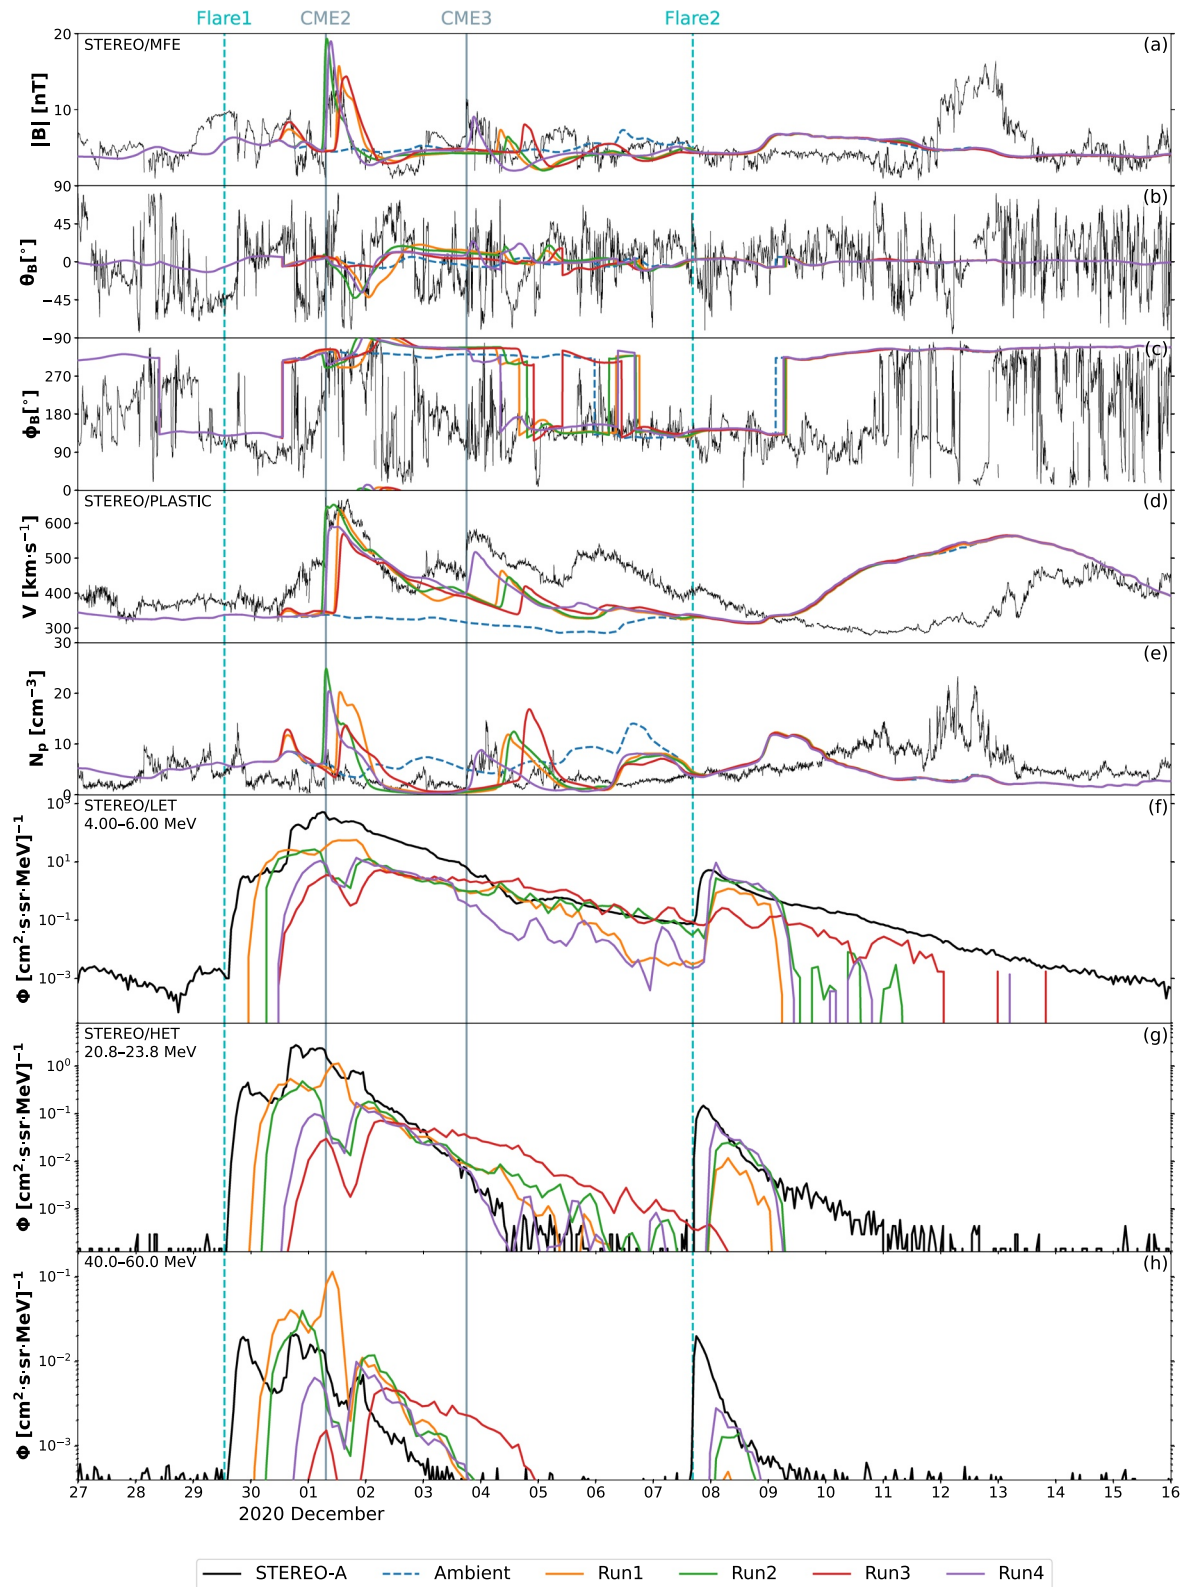 Flare1 CME2 CME3 Flare2
STEREO/MFE (a)
20
10
|B| [nT]
(b)
90
45
0
−45
−90
θ_B[°]
(c)
270
180
90
0
ϕ_B[°]
STEREO/PLASTIC (d)
600
500
400
300
V [km·s⁻¹]
(e)
30
20
10
0
N_p [cm⁻³]
STEREO/LET (f)
4.00–6.00 MeV
10³
10¹
10⁻¹
10⁻³
Φ [cm²·s·sr·MeV]⁻¹
STEREO/HET (g)
20.8–23.8 MeV
10⁰
10⁻¹
10⁻²
10⁻³
Φ [cm²·s·sr·MeV]⁻¹
40.0–60.0 MeV (h)
10⁻¹
10⁻²
10⁻³
Φ [cm²·s·sr·MeV]⁻¹
27 28 29 30 01 02 03 04 05 06 07 08 09 10 11 12 13 14 15 16
2020 December
STEREO-A Ambient Run1 Run2 Run3 Run4